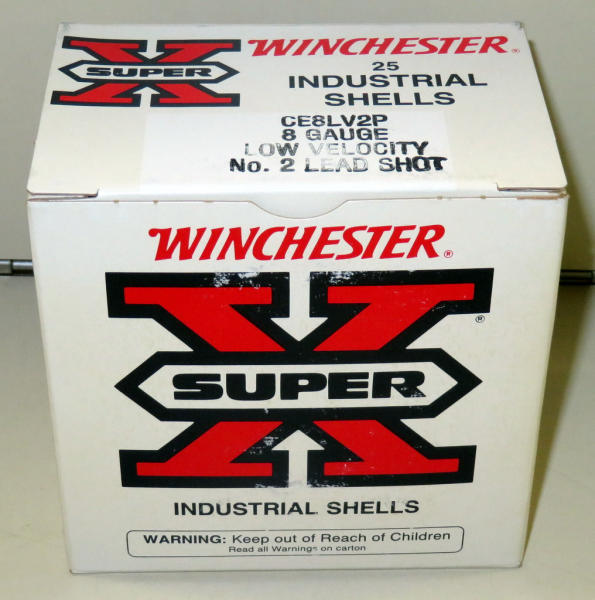 WINCHESTER®
X SUPER
25
INDUSTRIAL
SHELLS
CE8LV2P
8 GAUGE
LOW VELOCITY
No. 2 LEAD SHOT
WINCHESTER®
X SUPER ®
INDUSTRIAL SHELLS
WARNING: Keep out of Reach of Children
Read all Warnings on carton